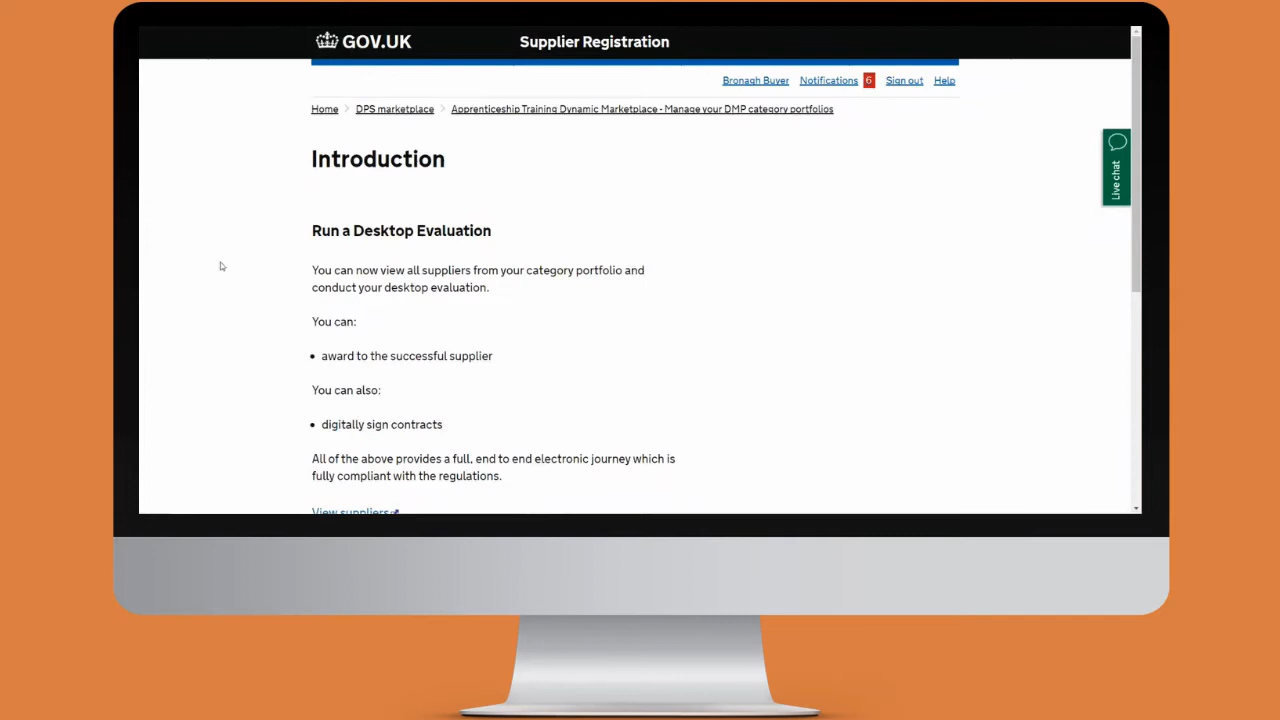 GOV.UK Supplier Registration
Bronagh Buyer Notifications 6 Sign out Help
Home DPS marketplace Apprenticeship Training Dynamic Marketplace - Manage your DMP category portfolios
Live chat
Introduction
Run a Desktop Evaluation
You can now view all suppliers from your category portfolio and
conduct your desktop evaluation.
You can:
• award to the successful supplier
You can also:
• digitally sign contracts
All of the above provides a full, end to end electronic journey which is
fully compliant with the regulations.
View suppliers